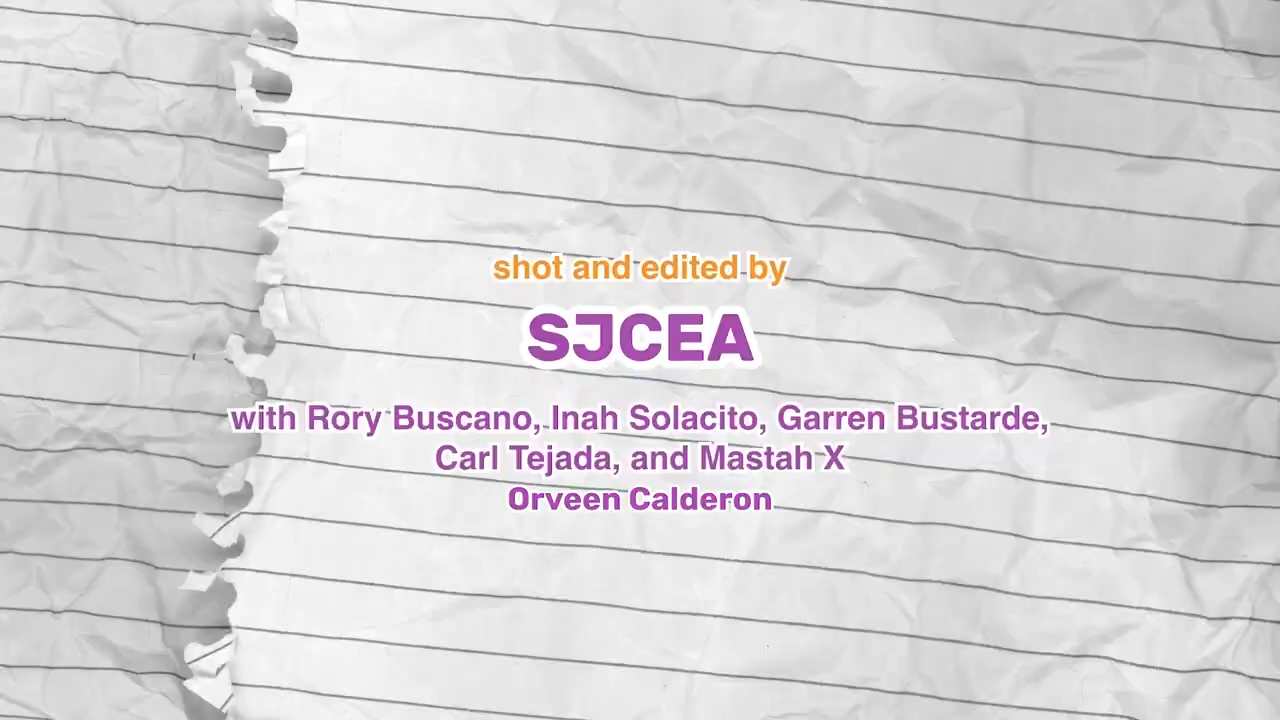 shot and edited by
SJCEA
with Rory Buscano, Inah Solacito, Garren Bustarde,
Carl Tejada, and Mastah X
Orveen Calderon